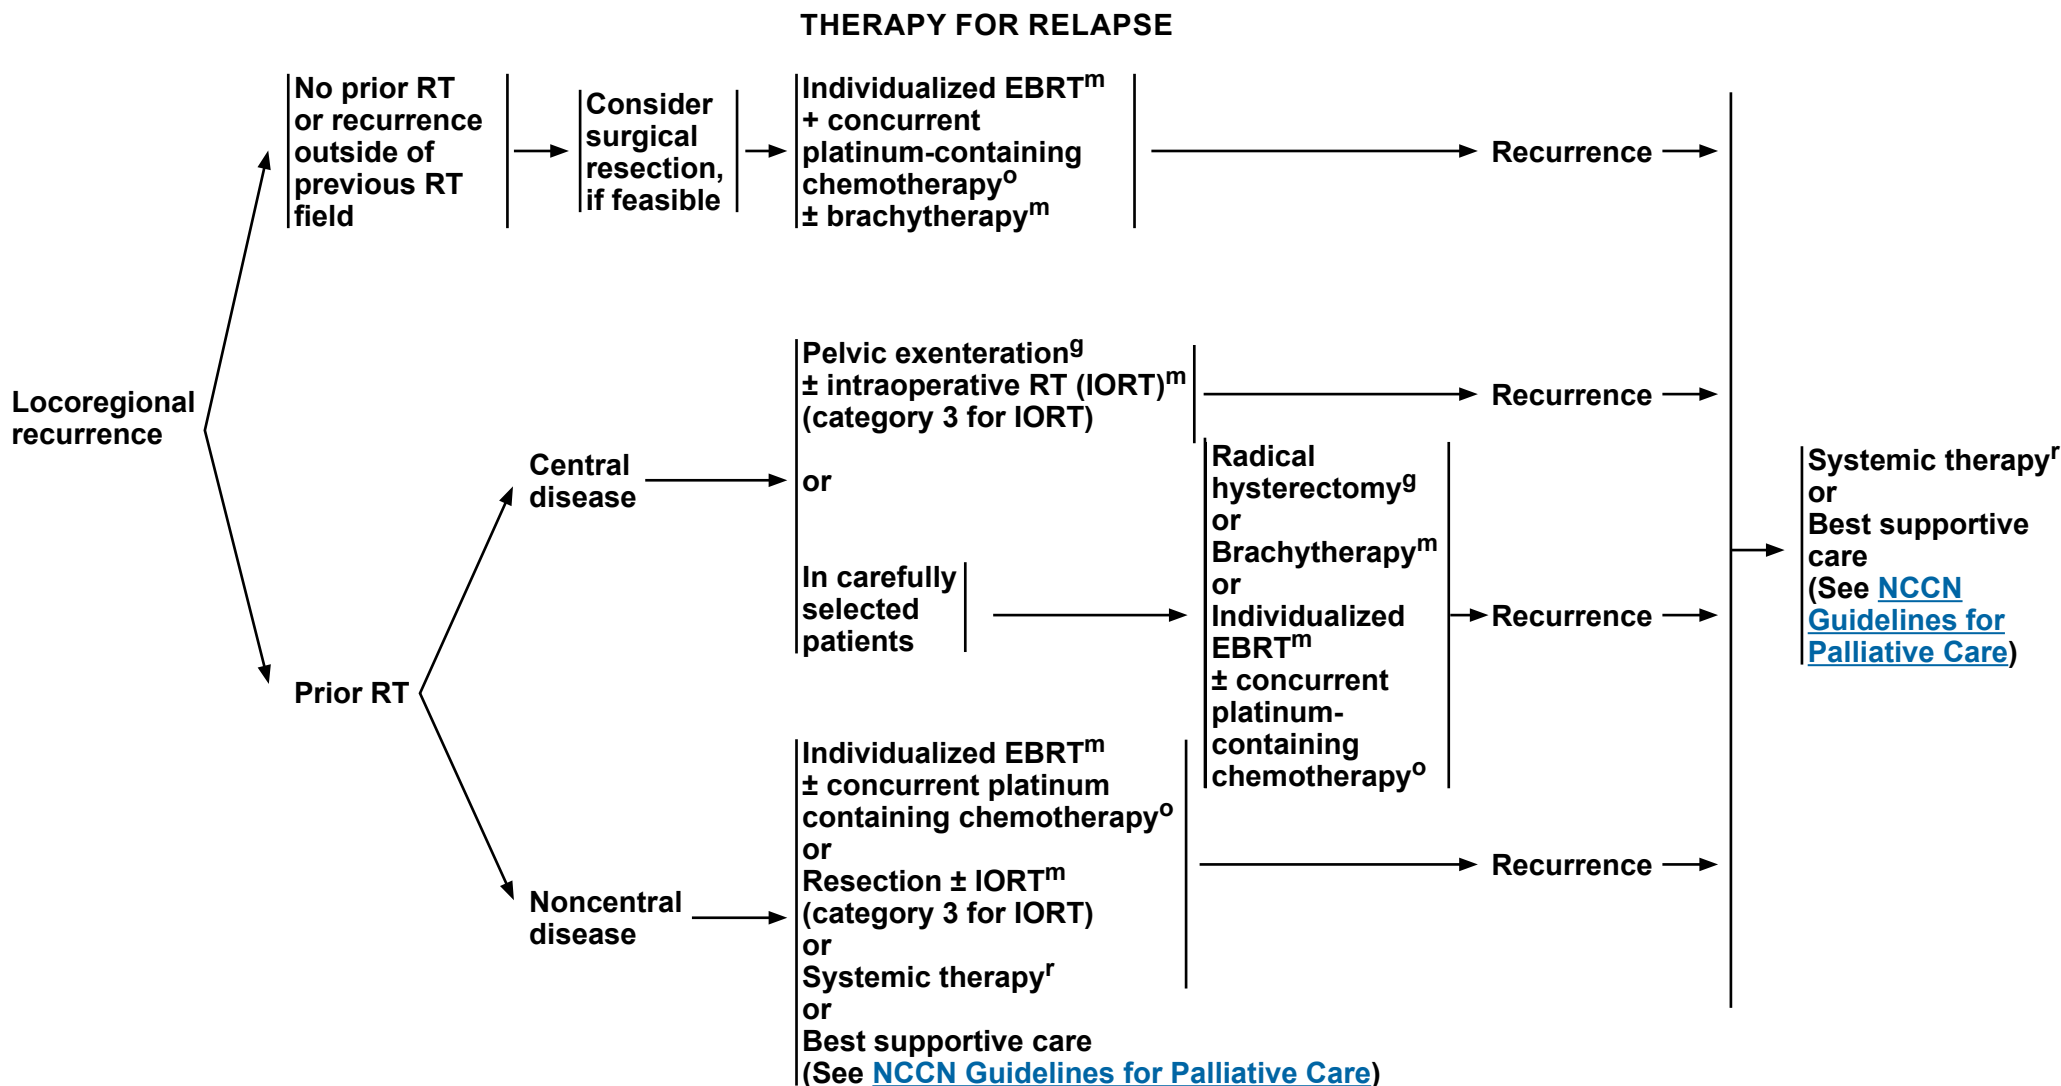 THERAPY FOR RELAPSE
Locoregional
recurrence
No prior RT
or recurrence
outside of
previous RT
field
Consider
surgical
resection,
if feasible
Individualized EBRTᵐ
+ concurrent
platinum-containing
chemotherapyᵒ
± brachytherapyᵐ
Recurrence
Prior RT
Central
disease
Pelvic exenterationᵍ
± intraoperative RT (IORT)ᵐ
(category 3 for IORT)
Recurrence
or
In carefully
selected
patients
Radical
hysterectomyᵍ
or
Brachytherapyᵐ
or
Individualized
EBRTᵐ
± concurrent
platinum-
containing
chemotherapyᵒ
Recurrence
Noncentral
disease
Individualized EBRTᵐ
± concurrent platinum
containing chemotherapyᵒ
or
Resection ± IORTᵐ
(category 3 for IORT)
or
Systemic therapyʳ
or
Best supportive care
(See NCCN Guidelines for Palliative Care)
Recurrence
Systemic therapyʳ
or
Best supportive
care
(See NCCN
Guidelines for
Palliative Care)